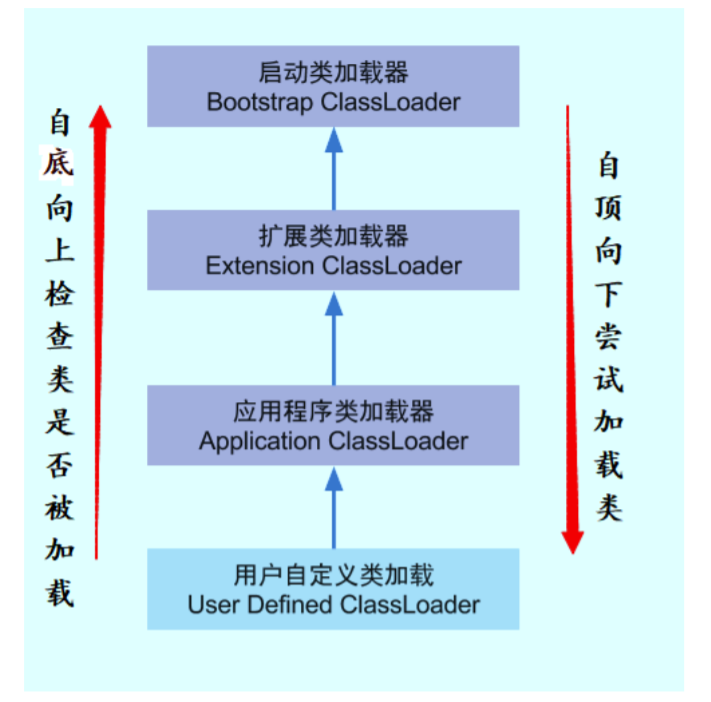 自底向上检查类是否被加载
启动类加载器
Bootstrap ClassLoader
扩展类加载器
Extension ClassLoader
应用程序类加载器
Application ClassLoader
用户自定义类加载
User Defined ClassLoader
自顶向下尝试加载类